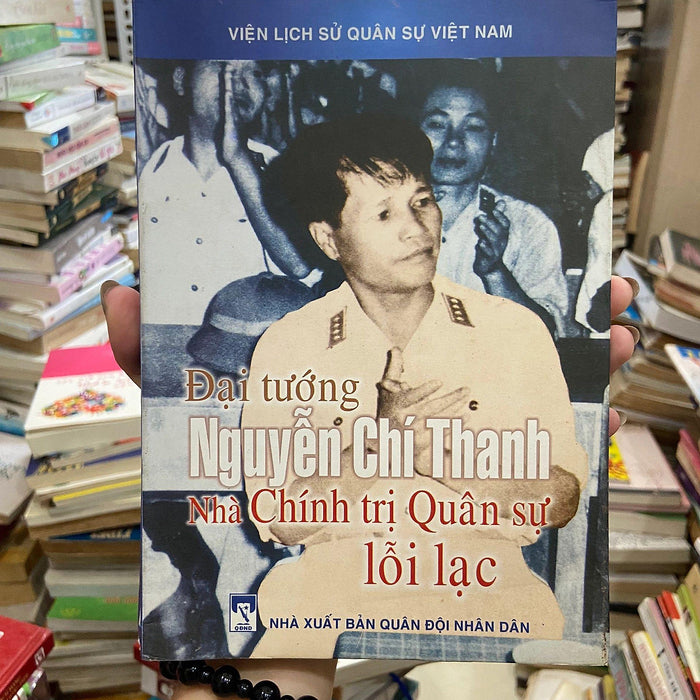 VIỆN LỊCH SỬ QUÂN SỰ VIỆT NAM
Đại tướng
Nguyễn Chí Thanh
Nhà Chính trị Quân sự
lỗi lạc
QĐND
NHÀ XUẤT BẢN QUÂN ĐỘI NHÂN DÂN